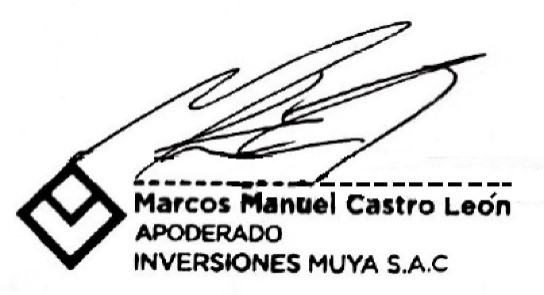 Marcos Manuel Castro León
APODERADO
INVERSIONES MUYA S.A.C